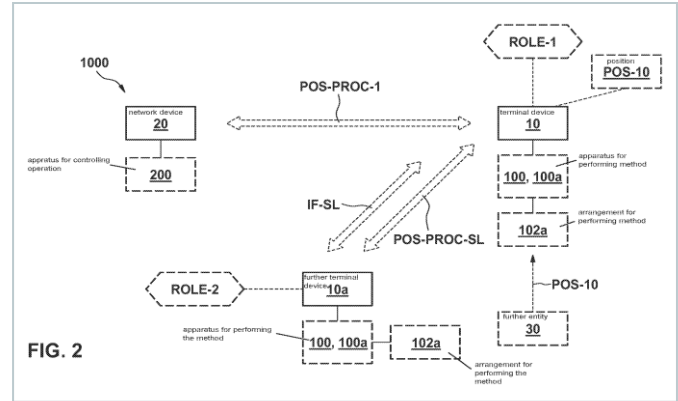 ROLE-1
1000
position
POS-10
POS-PROC-1
network device
20
terminal device
10
apparatus for controlling
operation
200
apparatus for
performing method
100, 100a
IF-SL
arrangement for
performing method
102a
POS-PROC-SL
ROLE-2
further terminal
device
10a
POS-10
apparatus for performing
the method
100, 100a
102a
further entity
30
FIG. 2
arrangement for
performing the
method